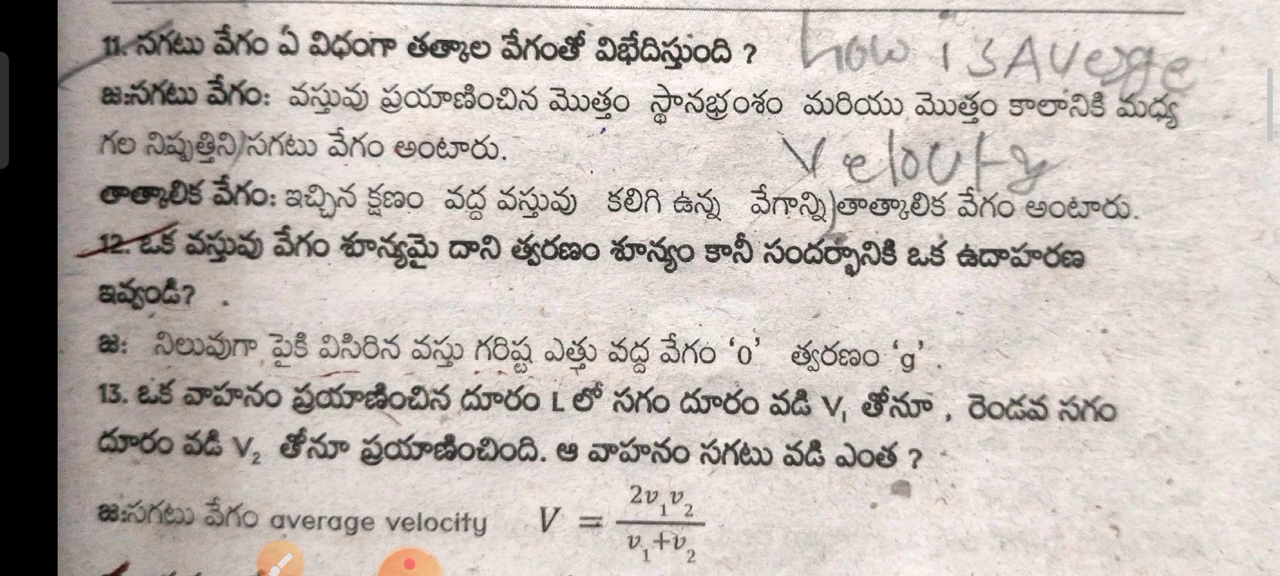 11. సగటు వేగం ఏ విధంగా తత్కాల వేగంతో విభేదిస్తుంది ? how is Averge
జ:సగటు వేగం: వస్తువు ప్రయాణించిన మొత్తం స్థానభ్రంశం మరియు మొత్తం కాలానికి మధ్య
గల నిష్పత్తిని సగటు వేగం అంటారు. Velouty
తాత్కాలిక వేగం: ఇచ్చిన క్షణం వద్ద వస్తువు కలిగి ఉన్న వేగాన్ని తాత్కాలిక వేగం అంటారు.
12. ఒక వస్తువు వేగం శూన్యమై దాని త్వరణం శూన్యం కానీ సందర్భానికి ఒక ఉదాహరణ
ఇవ్వండి?
జ: నిలువుగా పైకి విసిరిన వస్తు గరిష్ట ఎత్తు వద్ద వేగం ‘0’ త్వరణం ‘g’.
13. ఒక వాహనం ప్రయాణించిన దూరం L లో సగం దూరం వడి V₁ తోనూ , రెండవ సగం
దూరం వడి V₂ తోనూ ప్రయాణించింది. ఆ వాహనం సగటు వడి ఎంత ?
జ:సగటు వేగం average velocity V = 2v₁v₂ / v₁+v₂